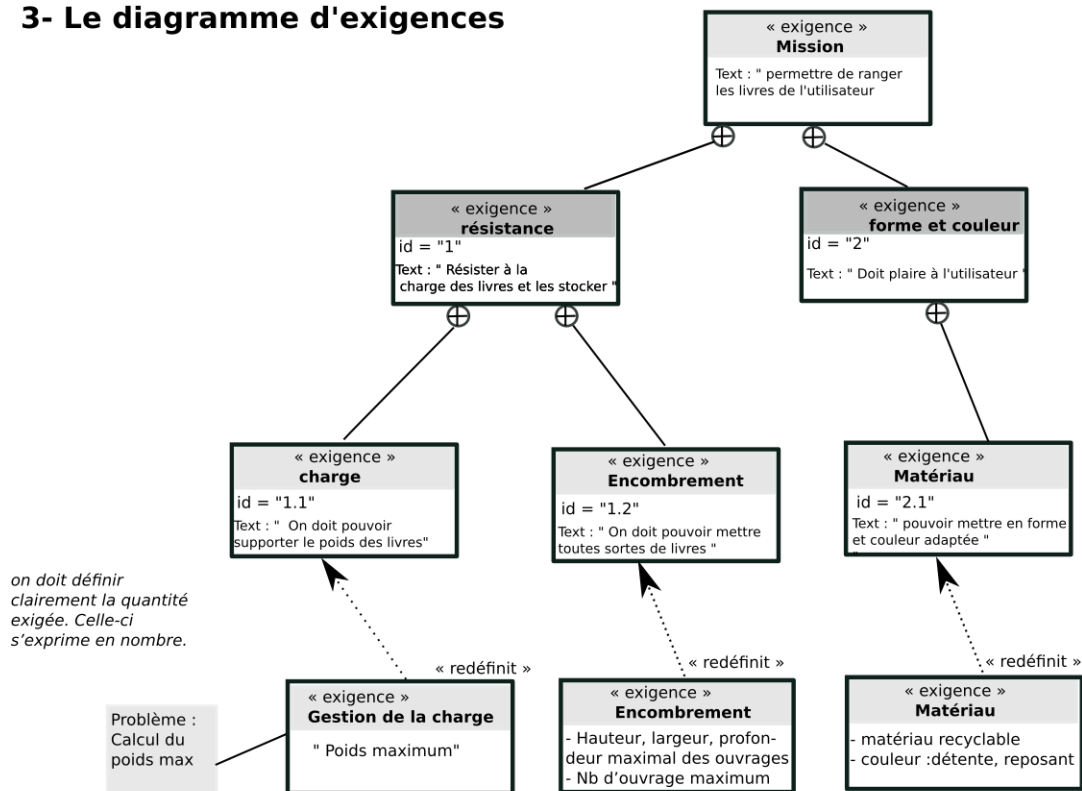 3- Le diagramme d'exigences
« exigence »
Mission
Text : " permettre de ranger
les livres de l'utilisateur
« exigence »
résistance
id = "1"
Text : " Résister à la
charge des livres et les stocker "
« exigence »
forme et couleur
id = "2"
Text : " Doit plaire à l'utilisateur "
« exigence »
charge
id = "1.1"
Text : "  On doit pouvoir
supporter le poids des livres"
« exigence »
Encombrement
id = "1.2"
Text : " On doit pouvoir mettre
toutes sortes de livres "
« exigence »
Matériau
id = "2.1"
Text : " pouvoir mettre en forme
et couleur adaptée "
"
on doit définir
clairement la quantité
exigée. Celle-ci
s’exprime en nombre.
« redéfinit »
« redéfinit »
« redéfinit »
Problème :
Calcul du
poids max
« exigence »
Gestion de la charge
" Poids maximum"
« exigence »
Encombrement
- Hauteur, largeur, profon-
deur maximal des ouvrages
- Nb d’ouvrage maximum
« exigence »
Matériau
- matériau recyclable
- couleur :détente, reposant